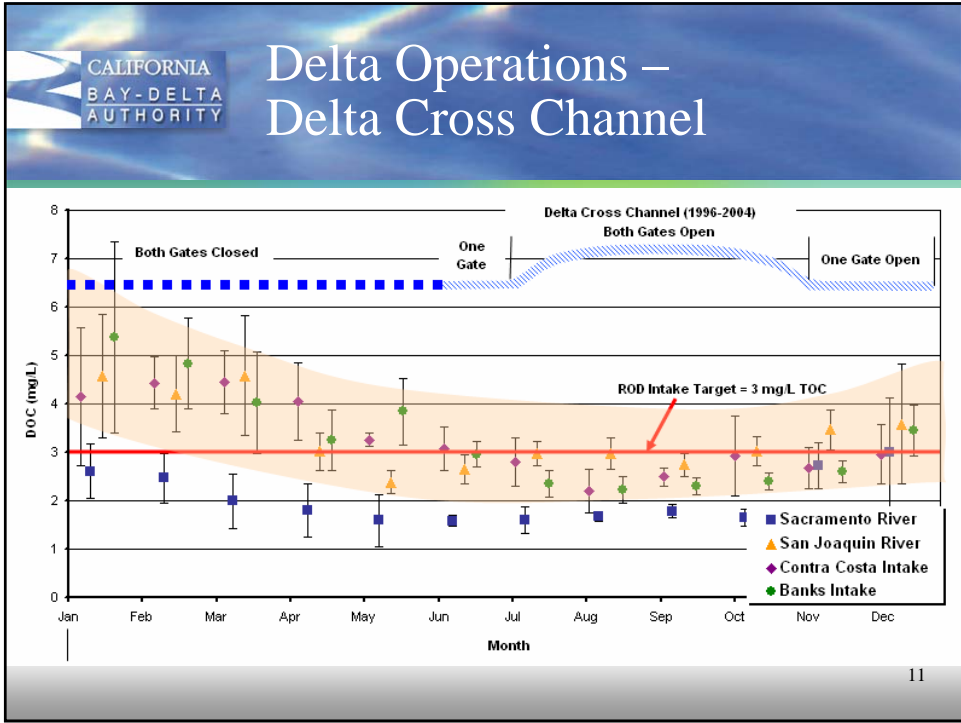 CALIFORNIA
BAY-DELTA
AUTHORITY
Delta Operations –
Delta Cross Channel
Delta Cross Channel (1996-2004)
Both Gates Closed
One
Gate
Both Gates Open
One Gate Open
ROD Intake Target = 3 mg/L TOC
DOC (mg/L)
8
7
6
5
4
3
2
1
0
Jan Feb Mar Apr May Jun Jul Aug Sep Oct Nov Dec
Month
Sacramento River
San Joaquin River
Contra Costa Intake
Banks Intake
11